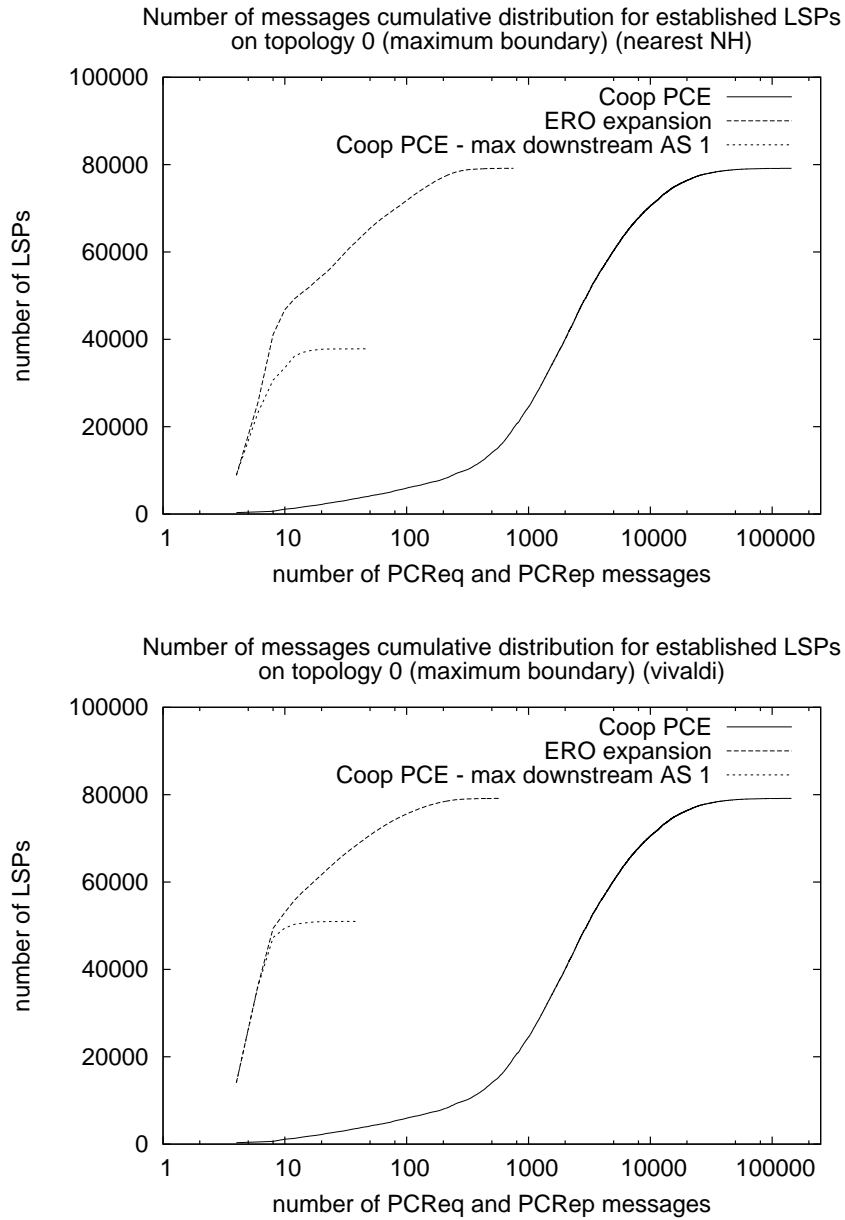 Number of messages cumulative distribution for established LSPs
on topology 0 (maximum boundary) (nearest NH)
100000
80000
60000
40000
20000
0
number of LSPs
Coop PCE
ERO expansion
Coop PCE - max downstream AS 1
1 10 100 1000 10000 100000
number of PCReq and PCRep messages
Number of messages cumulative distribution for established LSPs
on topology 0 (maximum boundary) (vivaldi)
100000
80000
60000
40000
20000
0
number of LSPs
Coop PCE
ERO expansion
Coop PCE - max downstream AS 1
1 10 100 1000 10000 100000
number of PCReq and PCRep messages